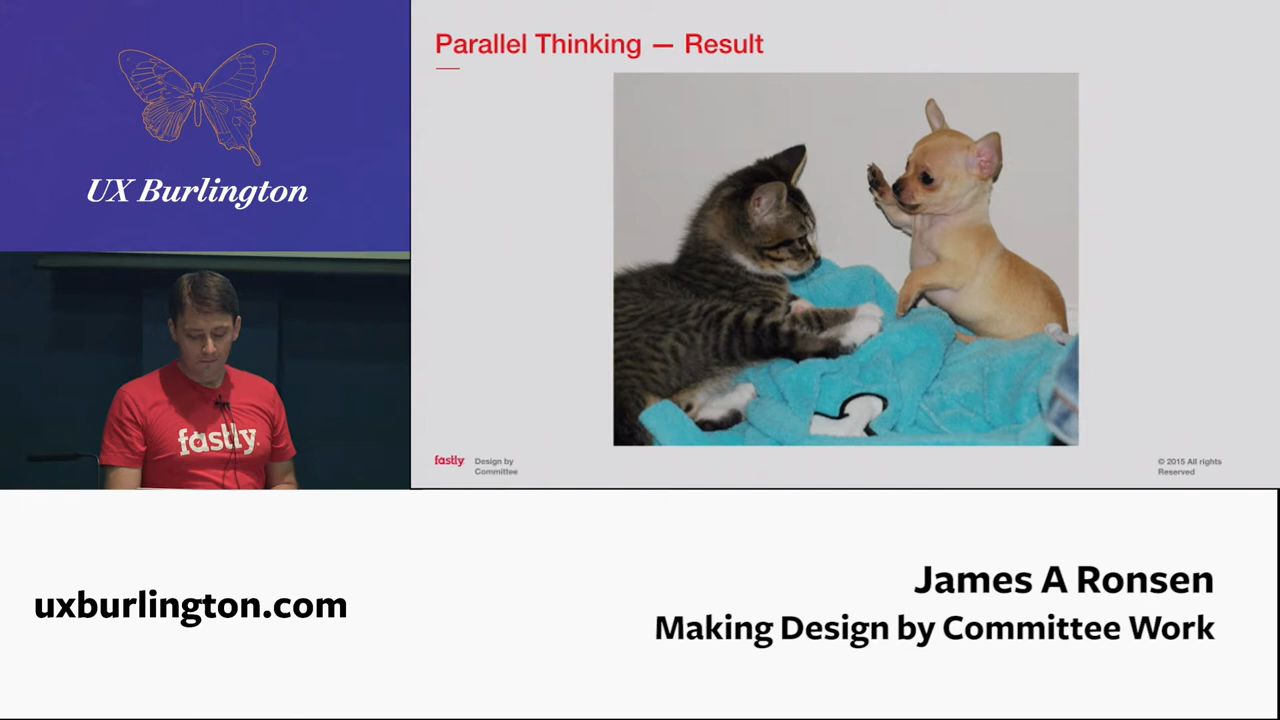 UX Burlington
fastly.
Parallel Thinking — Result
fastly
Design by
Committee
© 2015 All rights
Reserved
uxburlington.com
James A Ronsen
Making Design by Committee Work